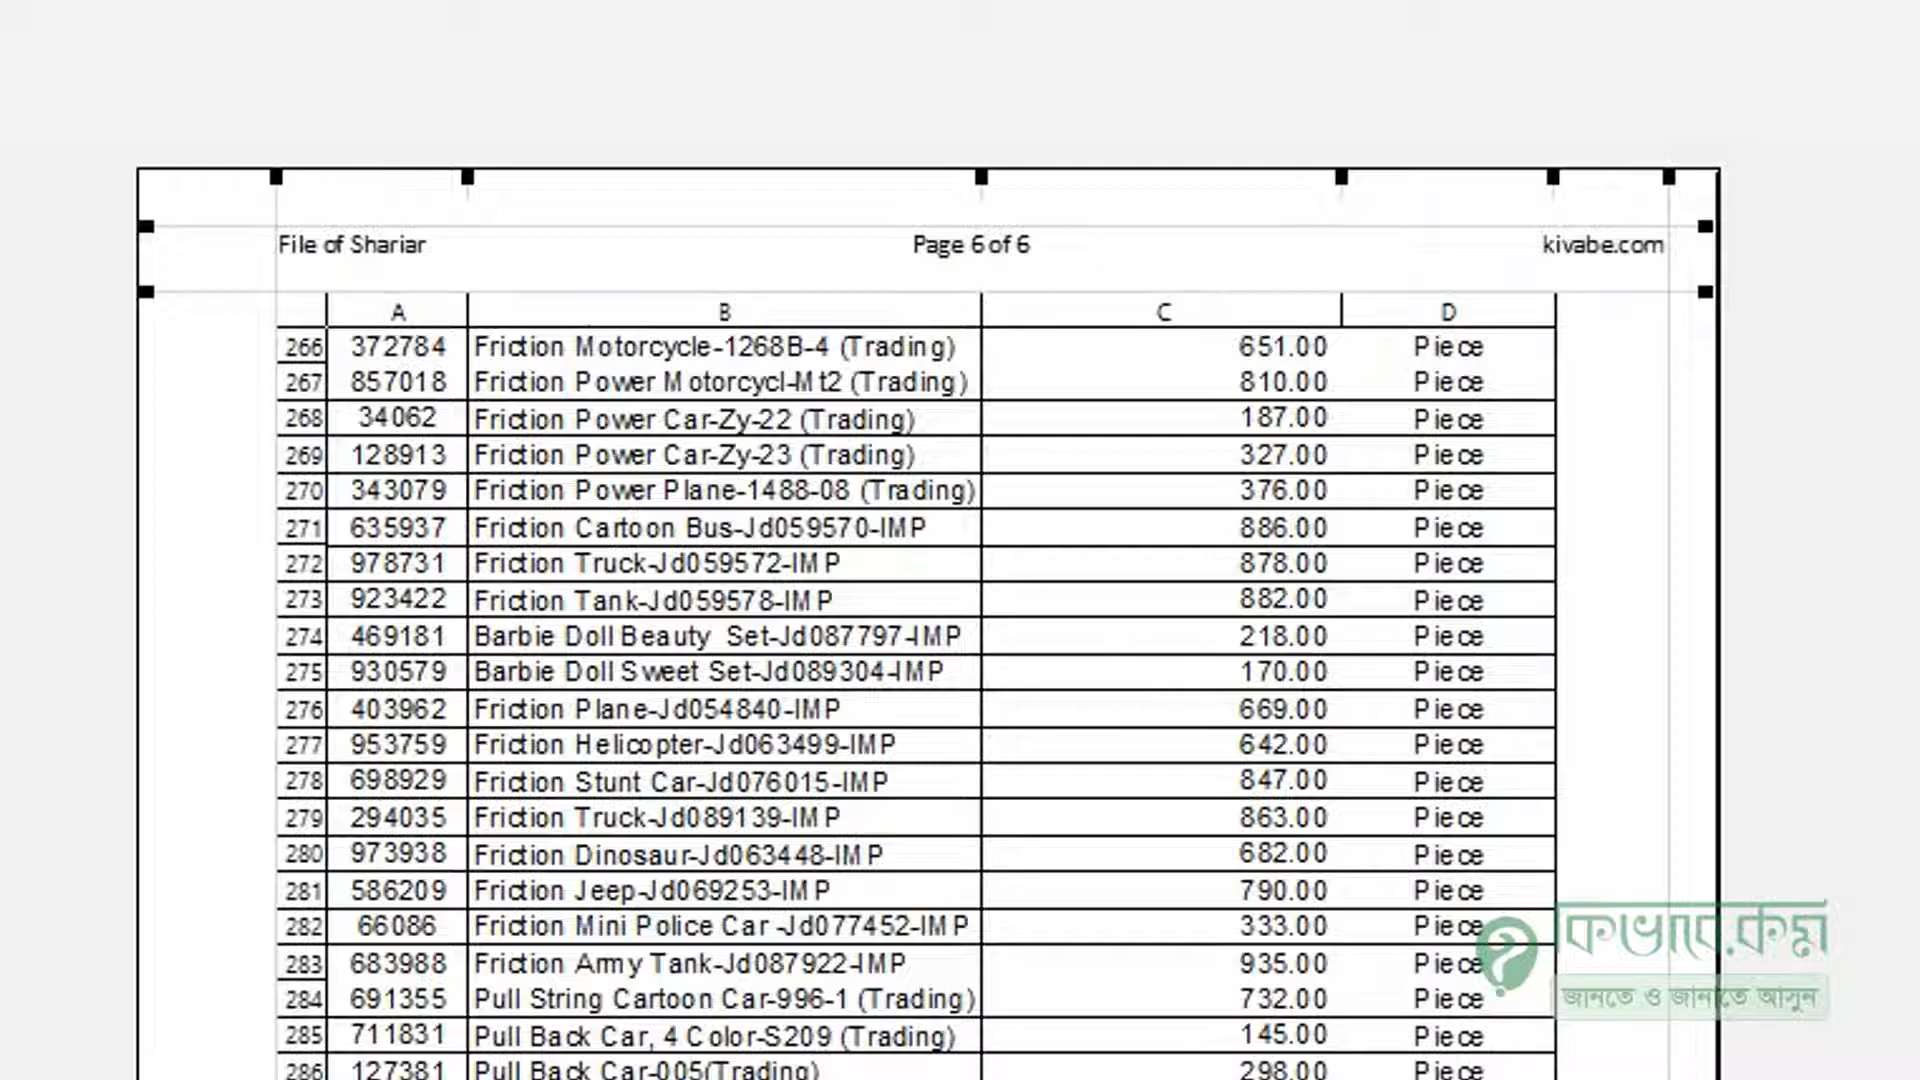 File of Shariar Page 6 of 6 kivabe.com
A B C D
266 372784 Friction Motorcycle-1268B-4 (Trading) 651.00 Piece
267 857018 Friction Power Motorcycl-Mt2 (Trading) 810.00 Piece
268 34062 Friction Power Car-Zy-22 (Trading) 187.00 Piece
269 128913 Friction Power Car-Zy-23 (Trading) 327.00 Piece
270 343079 Friction Power Plane-1488-08 (Trading) 376.00 Piece
271 635937 Friction Cartoon Bus-Jd059570-IMP 886.00 Piece
272 978731 Friction Truck-Jd059572-IMP 878.00 Piece
273 923422 Friction Tank-Jd059578-IMP 882.00 Piece
274 469181 Barbie Doll Beauty Set-Jd087797-IMP 218.00 Piece
275 930579 Barbie Doll Sweet Set-Jd089304-IMP 170.00 Piece
276 403962 Friction Plane-Jd054840-IMP 669.00 Piece
277 953759 Friction Helicopter-Jd063499-IMP 642.00 Piece
278 698929 Friction Stunt Car-Jd076015-IMP 847.00 Piece
279 294035 Friction Truck-Jd089139-IMP 863.00 Piece
280 973938 Friction Dinosaur-Jd063448-IMP 682.00 Piece
281 586209 Friction Jeep-Jd069253-IMP 790.00 Piece
282 66086 Friction Mini Police Car -Jd077452-IMP 333.00 Piece
283 683988 Friction Army Tank-Jd087922-IMP 935.00 Piece
284 691355 Pull String Cartoon Car-996-1 (Trading) 732.00 Piece
285 711831 Pull Back Car, 4 Color-S209 (Trading) 145.00 Piece
286 127381 Pull Back Car-005(Trading) 298.00 Piece
কিভাবে.কম
জানতে ও জানাতে আসুন